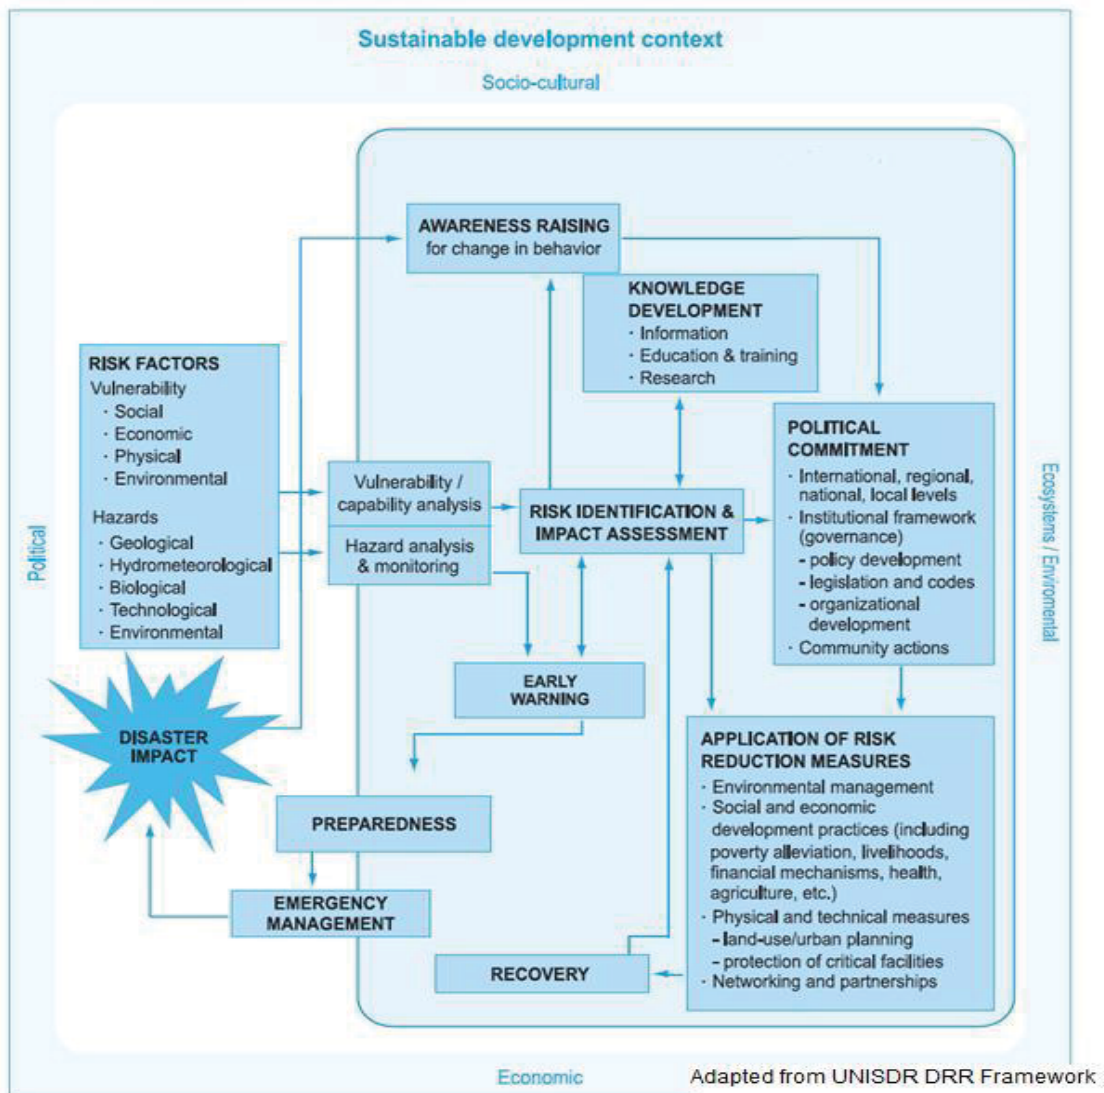 Sustainable development context
Socio-cultural
AWARENESS RAISING
for change in behavior
KNOWLEDGE
DEVELOPMENT
· Information
· Education & training
· Research
RISK FACTORS
Vulnerability
· Social
· Economic
· Physical
· Environmental
Hazards
· Geological
· Hydrometeorological
· Biological
· Technological
· Environmental
Political
Vulnerability /
capability analysis
Hazard analysis
& monitoring
RISK IDENTIFICATION &
IMPACT ASSESSMENT
POLITICAL
COMMITMENT
· International, regional,
national, local levels
· Institutional framework
(governance)
- policy development
- legislation and codes
- organizational
development
· Community actions
Ecosystems / Enviromental
EARLY
WARNING
DISASTER
IMPACT
PREPAREDNESS
EMERGENCY
MANAGEMENT
RECOVERY
APPLICATION OF RISK
REDUCTION MEASURES
· Environmental management
· Social and economic
development practices (including
poverty alleviation, livelihoods,
financial mechanisms, health,
agriculture, etc.)
· Physical and technical measures
- land-use/urban planning
- protection of critical facilities
· Networking and partnerships
Economic
Adapted from UNISDR DRR Framework